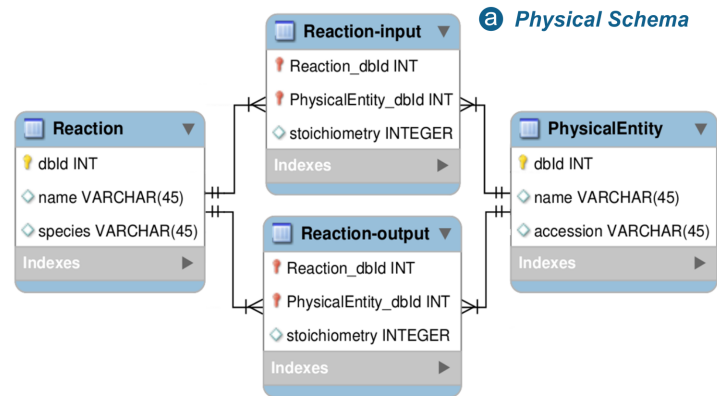 a Physical Schema
Reaction-input
Reaction_dbId INT
PhysicalEntity_dbId INT
stoichiometry INTEGER
Indexes
Reaction
dbId INT
name VARCHAR(45)
species VARCHAR(45)
Indexes
PhysicalEntity
dbId INT
name VARCHAR(45)
accession VARCHAR(45)
Indexes
Reaction-output
Reaction_dbId INT
PhysicalEntity_dbId INT
stoichiometry INTEGER
Indexes